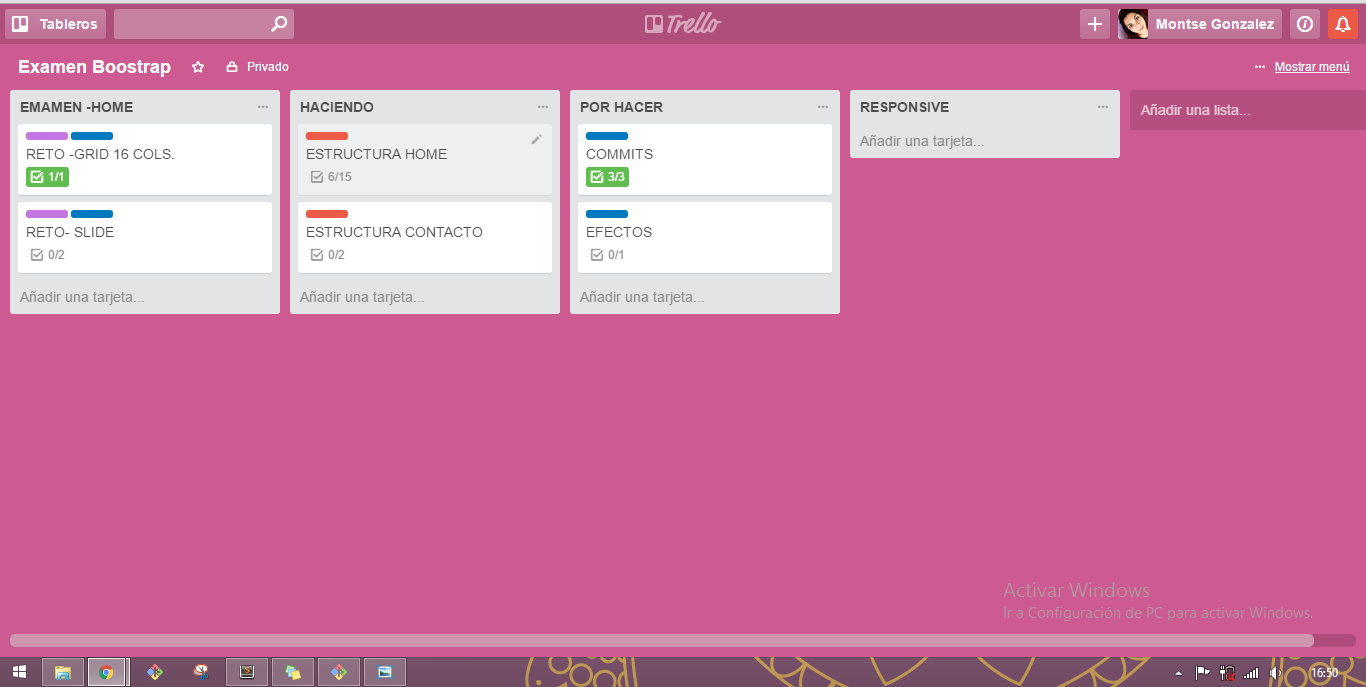 Tableros
Trello
Montse Gonzalez
Examen Boostrap
Privado
... Mostrar menú
EMAMEN -HOME ...
RETO -GRID 16 COLS.
1/1
RETO- SLIDE
0/2
Añadir una tarjeta...
HACIENDO ...
ESTRUCTURA HOME
6/15
ESTRUCTURA CONTACTO
0/2
Añadir una tarjeta...
POR HACER ...
COMMITS
3/3
EFECTOS
0/1
Añadir una tarjeta...
RESPONSIVE ...
Añadir una tarjeta...
Añadir una lista...
Activar Windows
Ir a Configuración de PC para activar Windows.
16:50